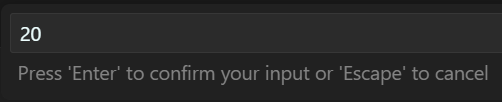 20
Press 'Enter' to confirm your input or 'Escape' to cancel